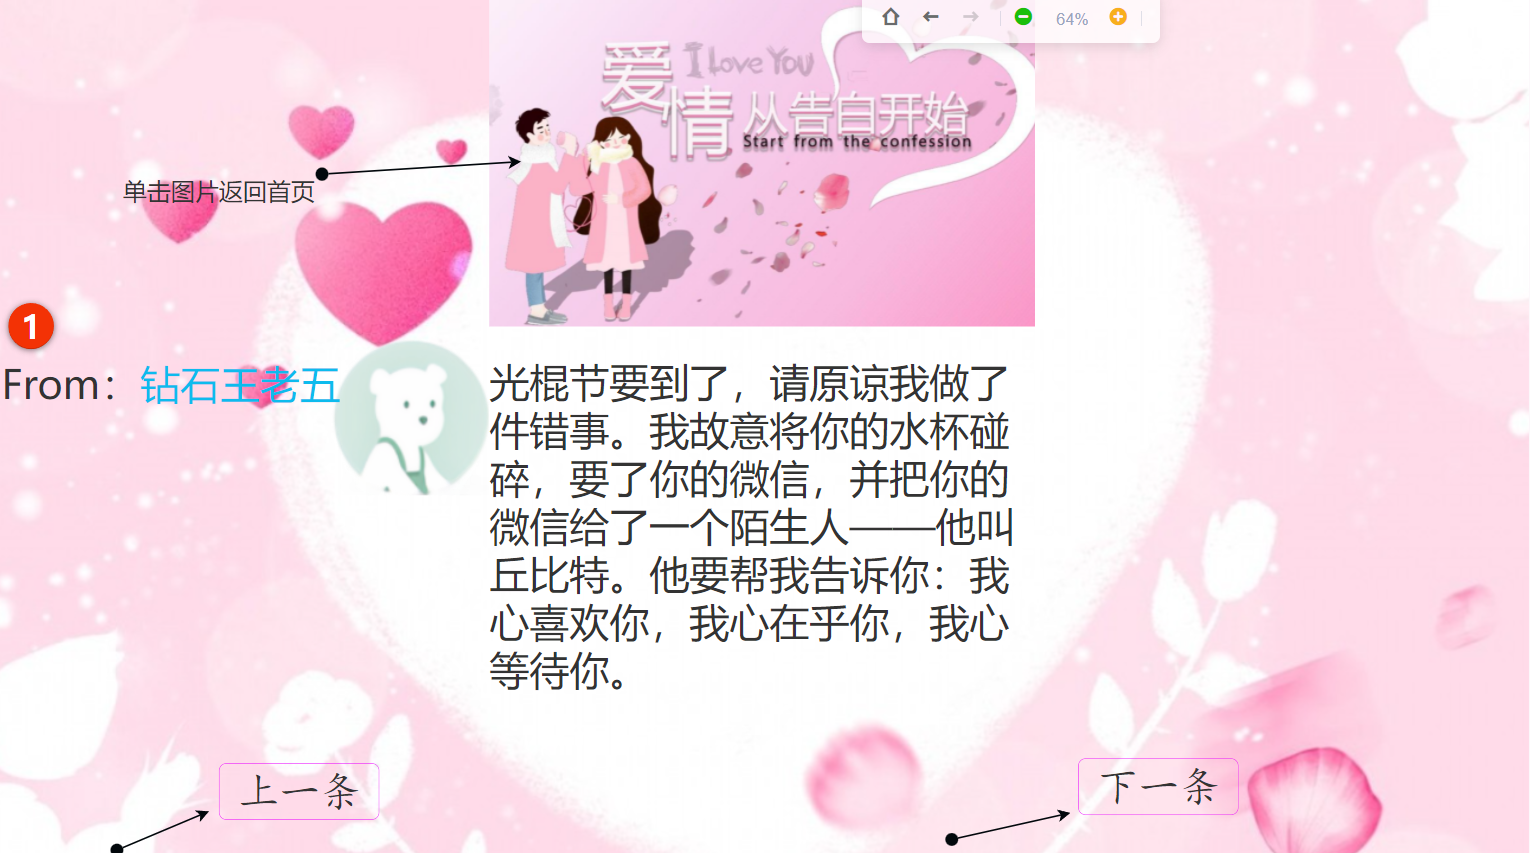 64%
爱情
I Love You
从告白开始
Start from the confession
单击图片返回首页
1
From：钻石王老五
光棍节要到了，请原谅我做了
件错事。我故意将你的水杯碰
碎，要了你的微信，并把你的
微信给了一个陌生人——他叫
丘比特。他要帮我告诉你：我
心喜欢你，我心在乎你，我心
等待你。
上一条
下一条